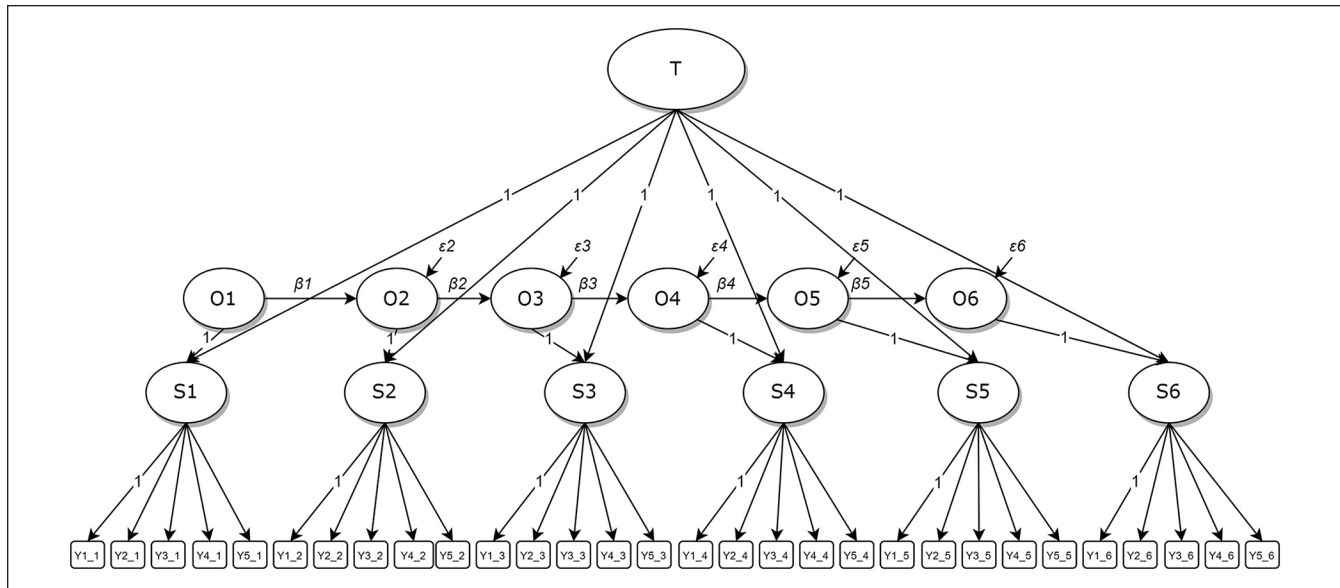 T
1 1 1 1 1 1
ε2 ε3 ε4 ε5 ε6
O1 β1 O2 β2 O3 β3 O4 β4 O5 β5 O6
1 1 1 1 1 1
S1 S2 S3 S4 S5 S6
1 1 1 1 1 1
Y1_1 Y2_1 Y3_1 Y4_1 Y5_1 Y1_2 Y2_2 Y3_2 Y4_2 Y5_2 Y1_3 Y2_3 Y3_3 Y4_3 Y5_3 Y1_4 Y2_4 Y3_4 Y4_4 Y5_4 Y1_5 Y2_5 Y3_5 Y4_5 Y5_5 Y1_6 Y2_6 Y3_6 Y4_6 Y5_6